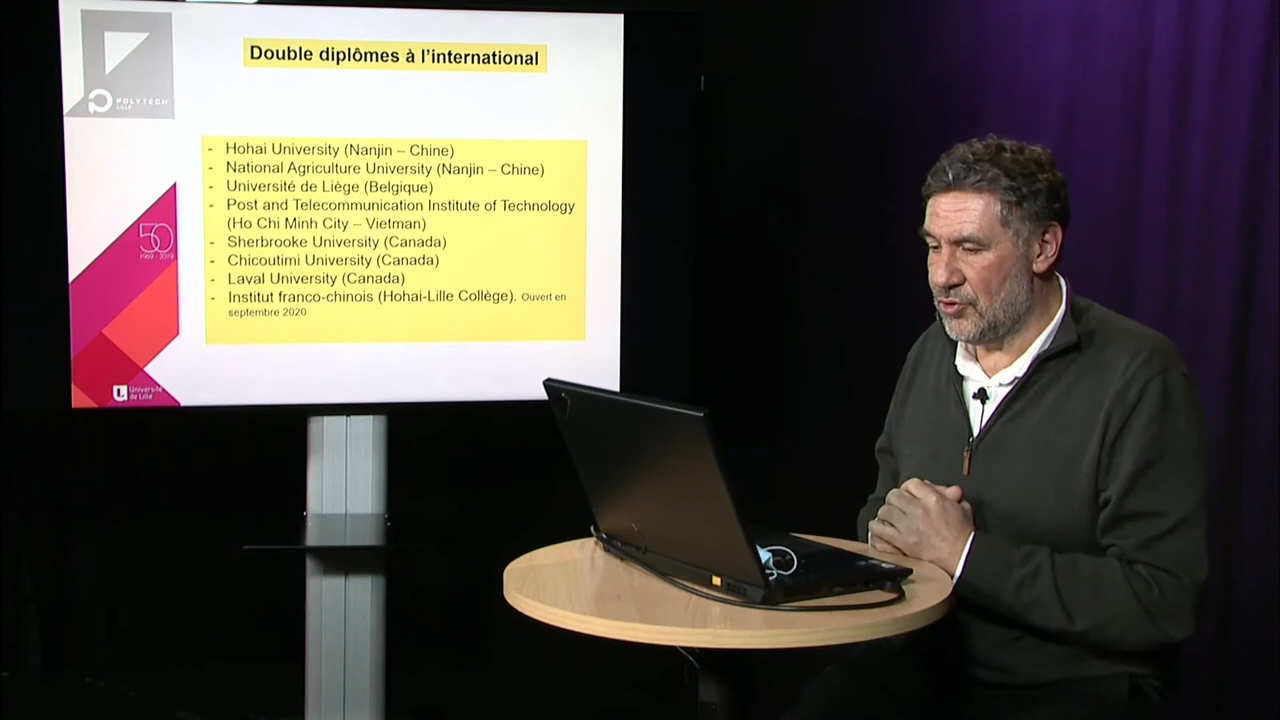 Double diplômes à l'international
POLYTECH
LILLE
- Hohai University (Nanjin – Chine)
- National Agriculture University (Nanjin – Chine)
- Université de Liège (Belgique)
- Post and Telecommunication Institute of Technology
(Ho Chi Minh City – Vietman)
- Sherbrooke University (Canada)
- Chicoutimi University (Canada)
- Laval University (Canada)
- Institut franco-chinois (Hohai-Lille Collège). Ouvert en
septembre 2020
50
1969 - 2019
Université
de Lille